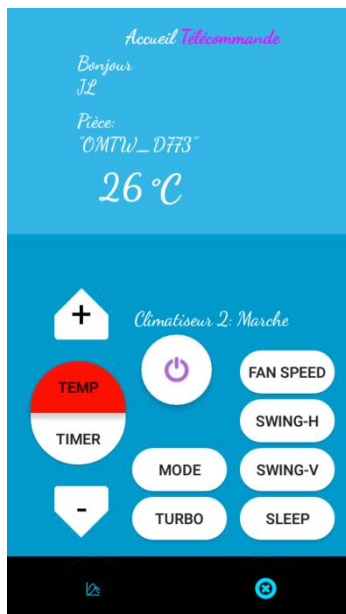 Accueil Télécommande
Bonjour
JL
Pièce:
"OMTW_D773"
26 °C
+
Climatiseur 2: Marche
TEMP
FAN SPEED
TIMER
SWING-H
MODE
SWING-V
-
TURBO
SLEEP